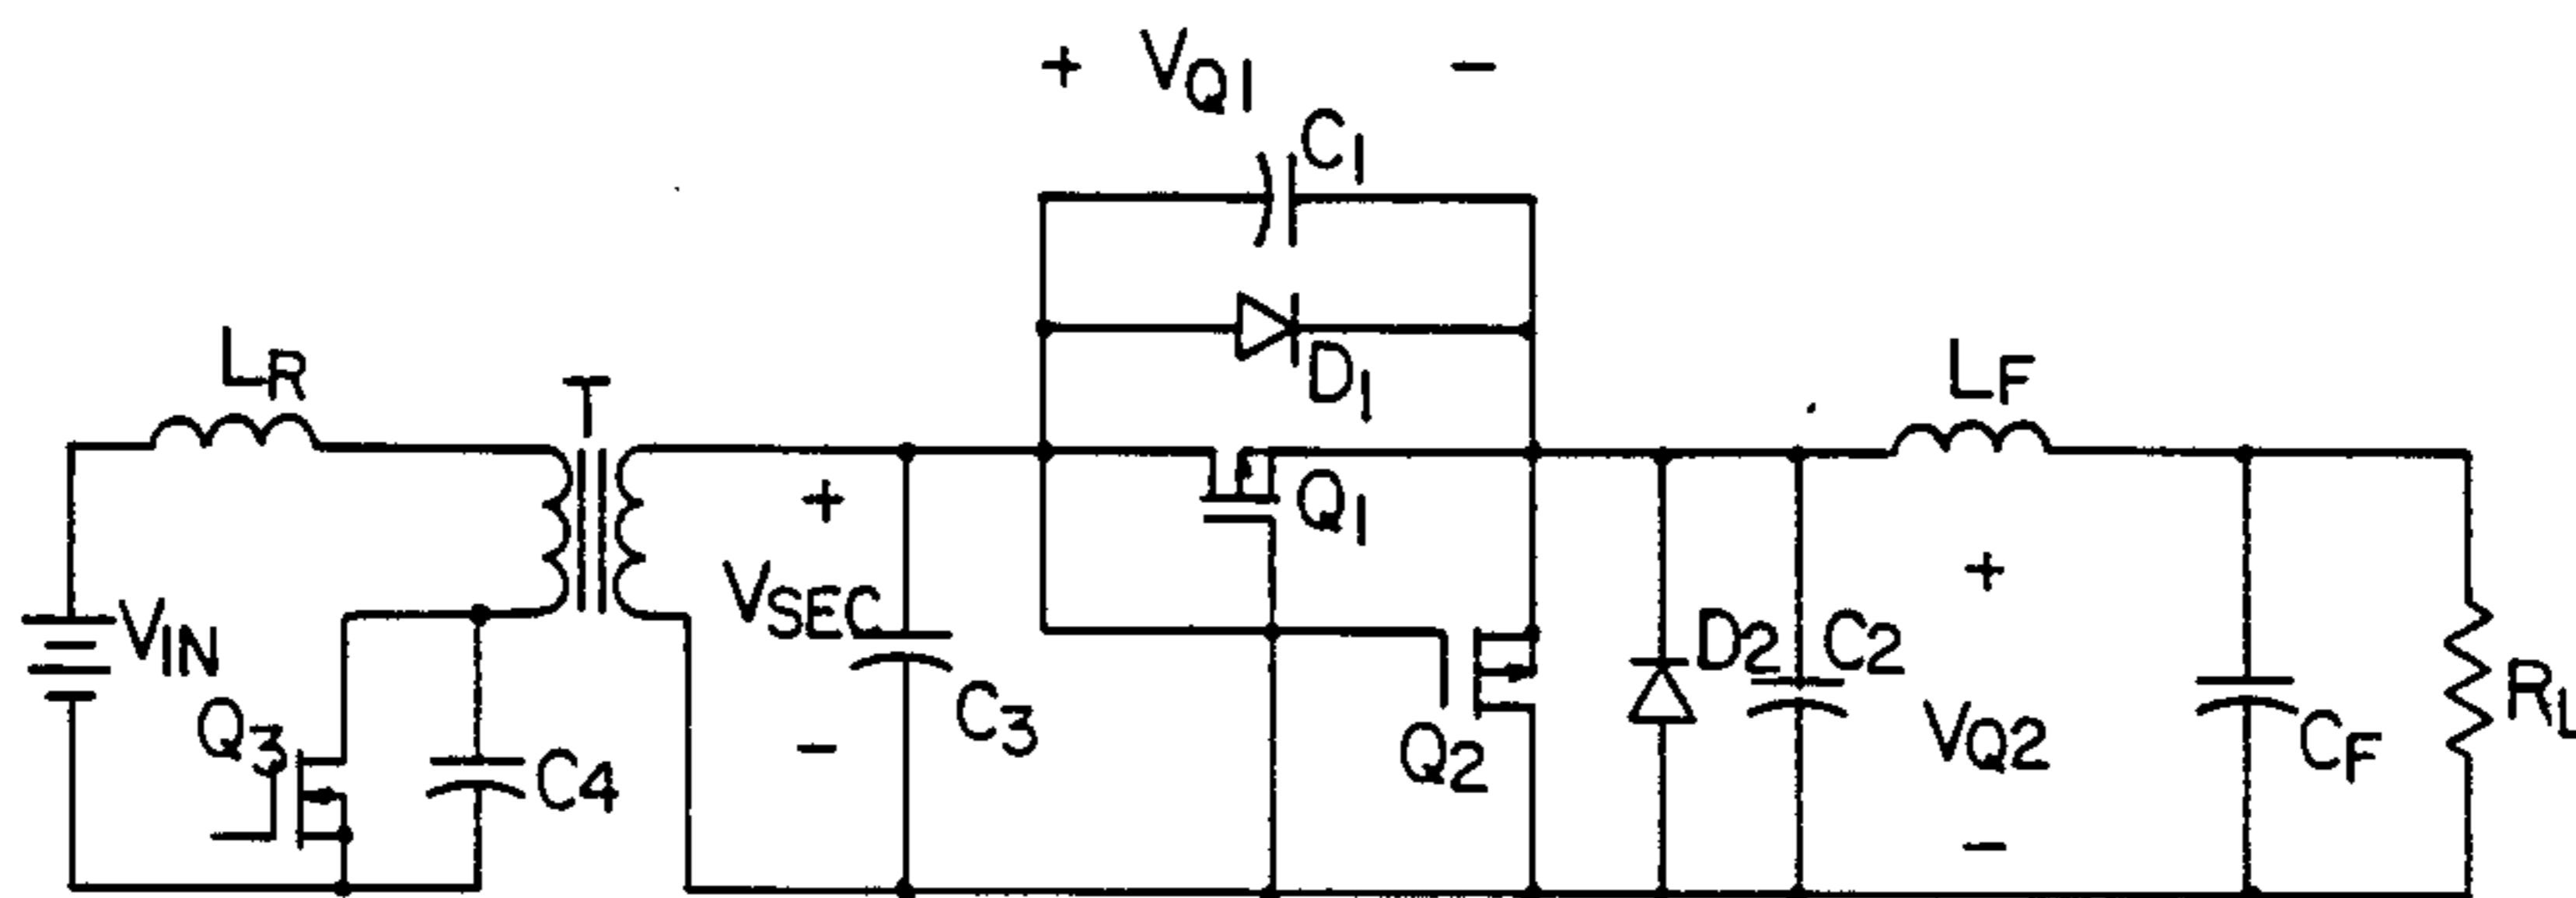 + VQ1 −
C1
D1
LR
T
LF
Q1
+
VSEC
−
C3
VIN
Q3
C4
Q2
D2
C2
+
VQ2
−
CF
RL